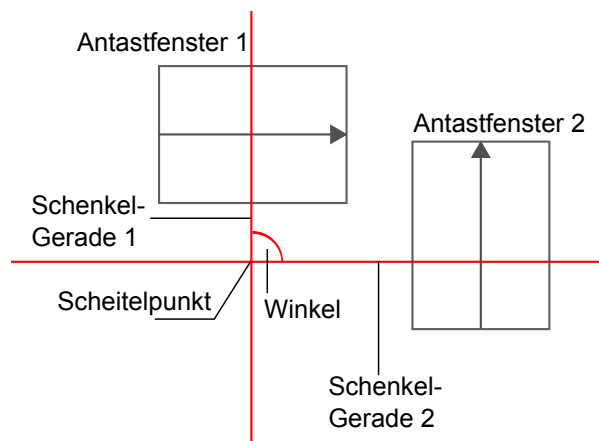 Antastfenster 1
Antastfenster 2
Schenkel-
Gerade 1
Scheitelpunkt
Winkel
Schenkel-
Gerade 2